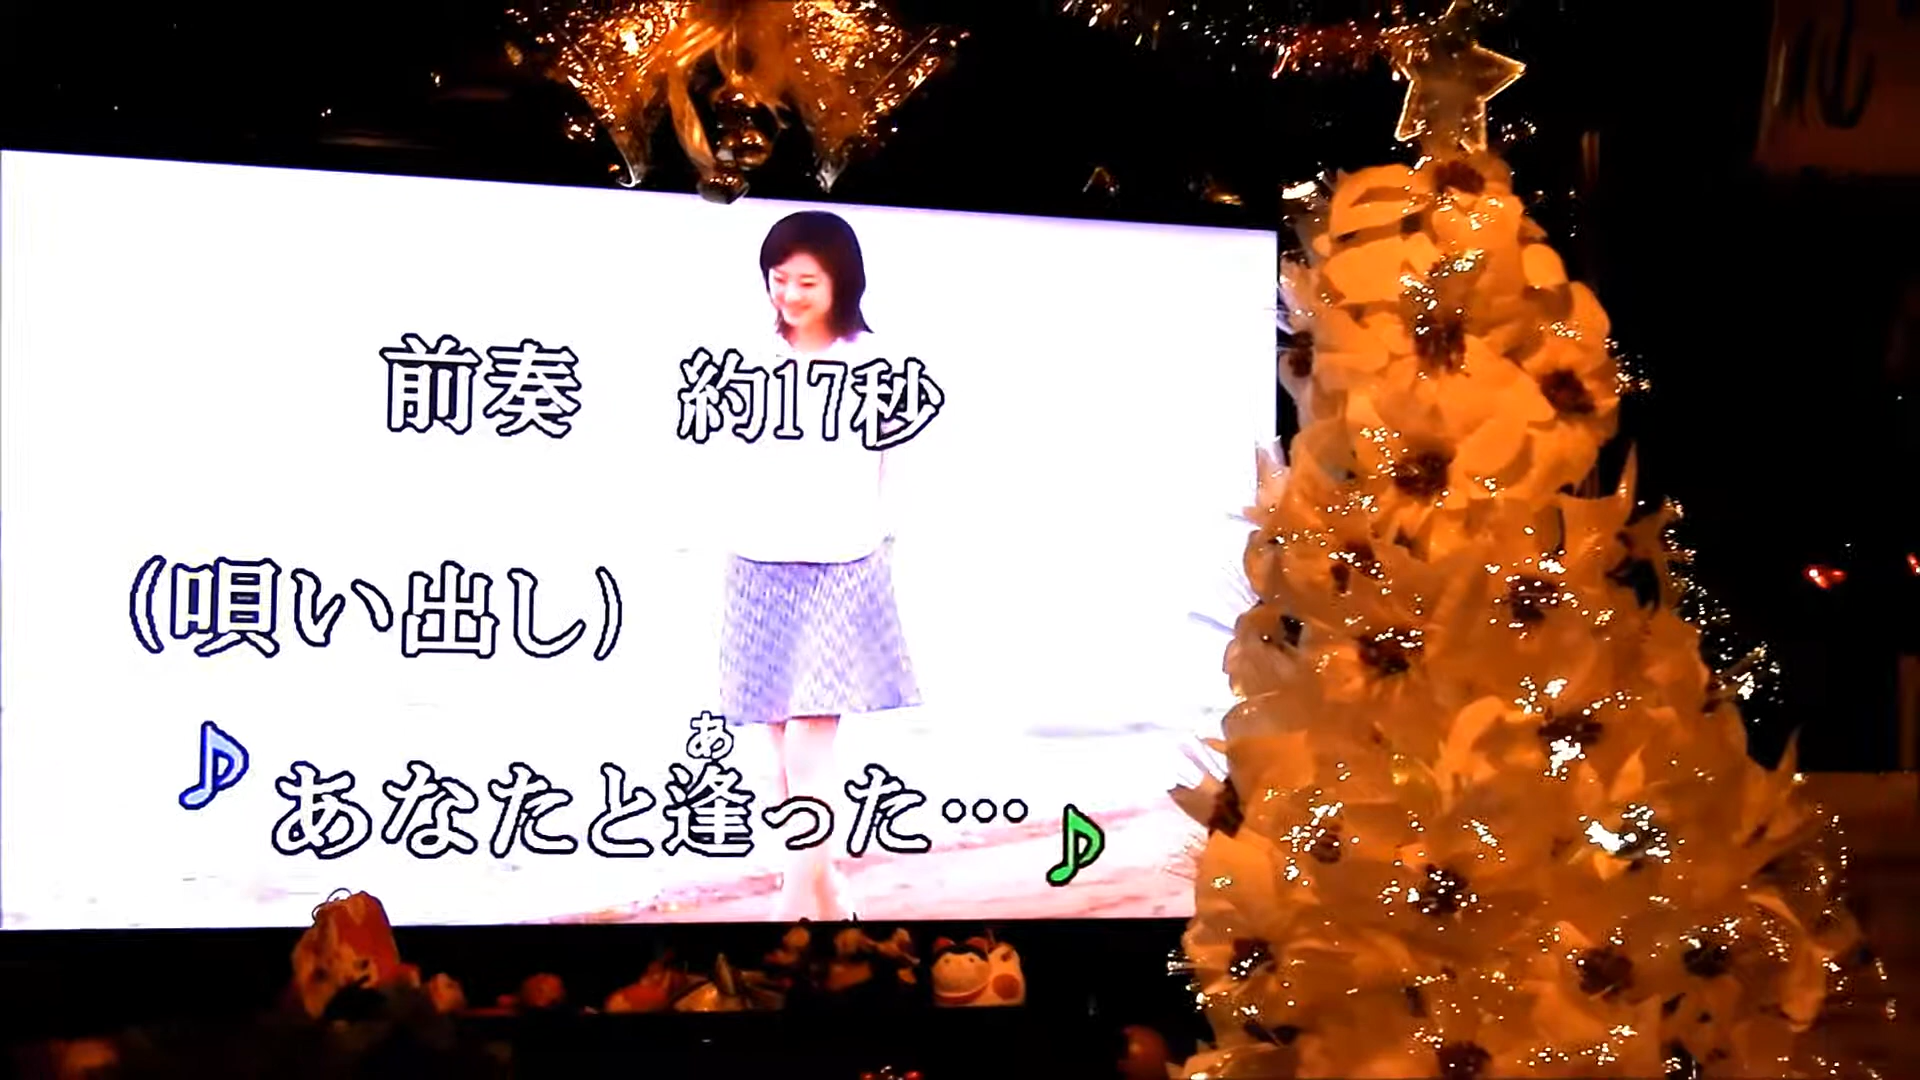 前奏　約17秒
(唄い出し)
あ
♪あなたと逢った…♪